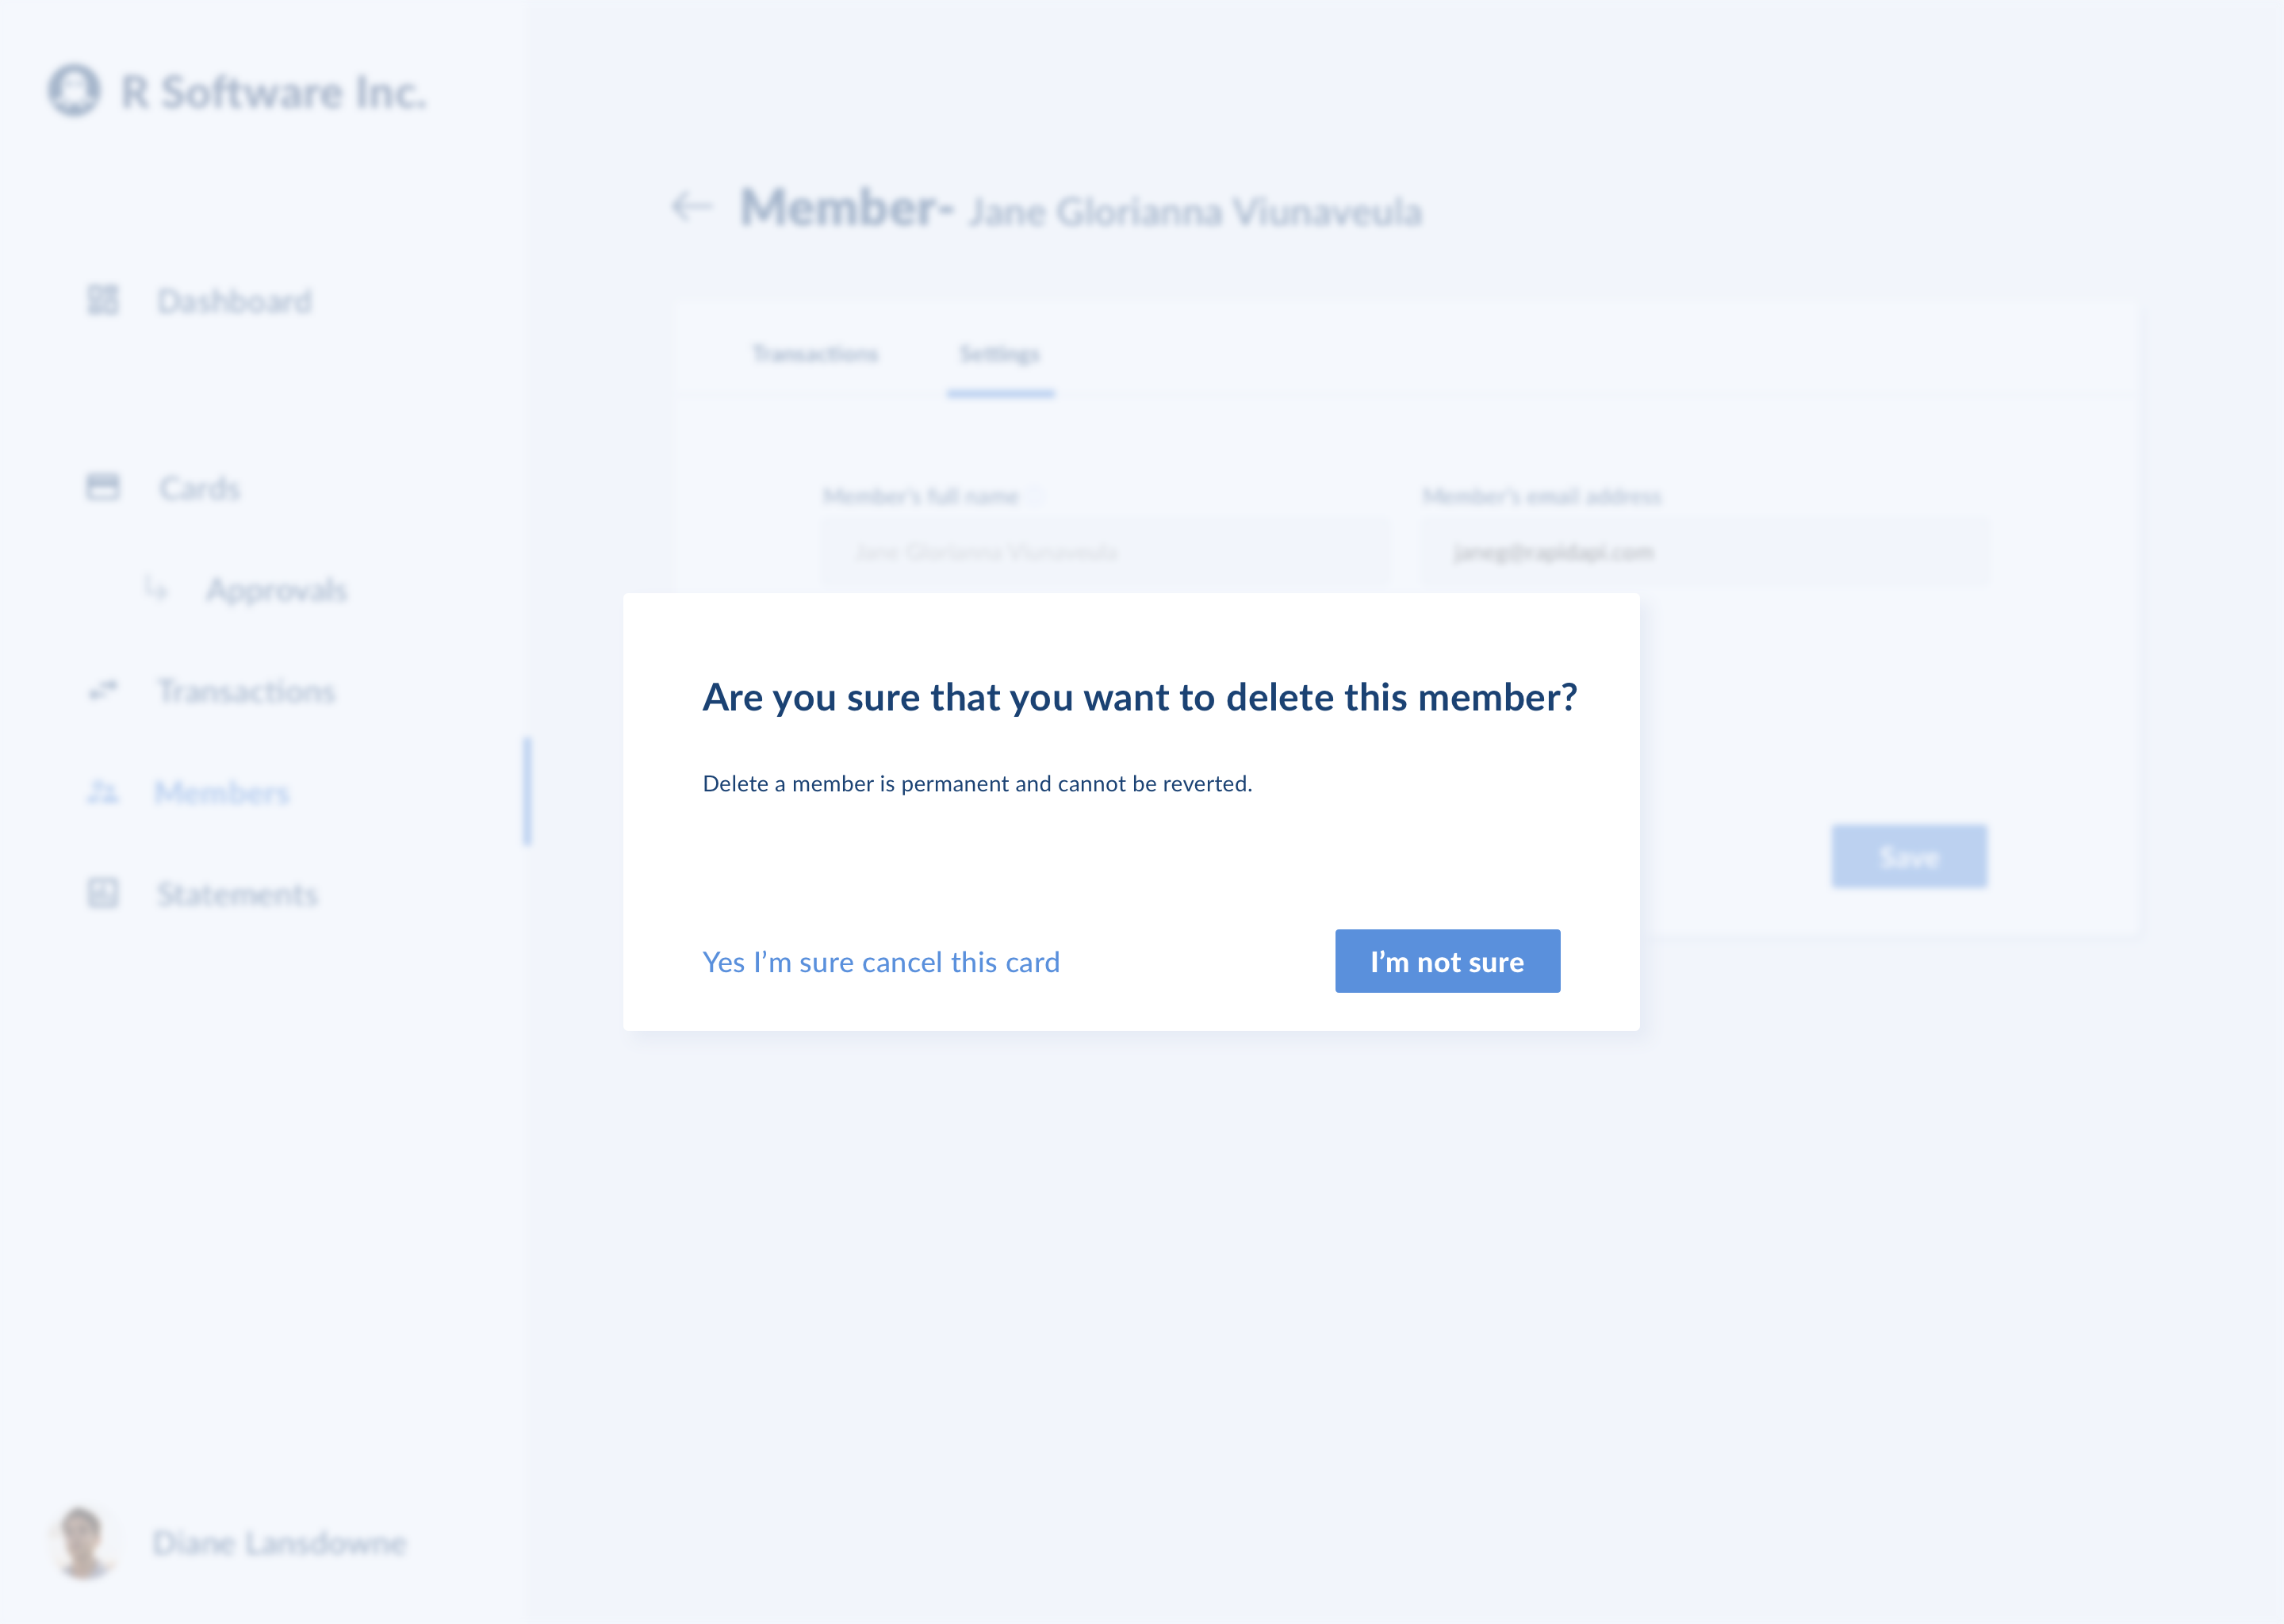 R Software Inc.
Member- Jane Glorianna Viunaveula
Dashboard
Transactions Settings
Cards
Member's full name Member's email address
Jane Glorianna Viunaveula janeg@rapidapi.com
Approvals
Transactions
Are you sure that you want to delete this member?
Delete a member is permanent and cannot be reverted.
Members
Save
Statements
Yes I’m sure cancel this card I’m not sure
Diane Lansdowne